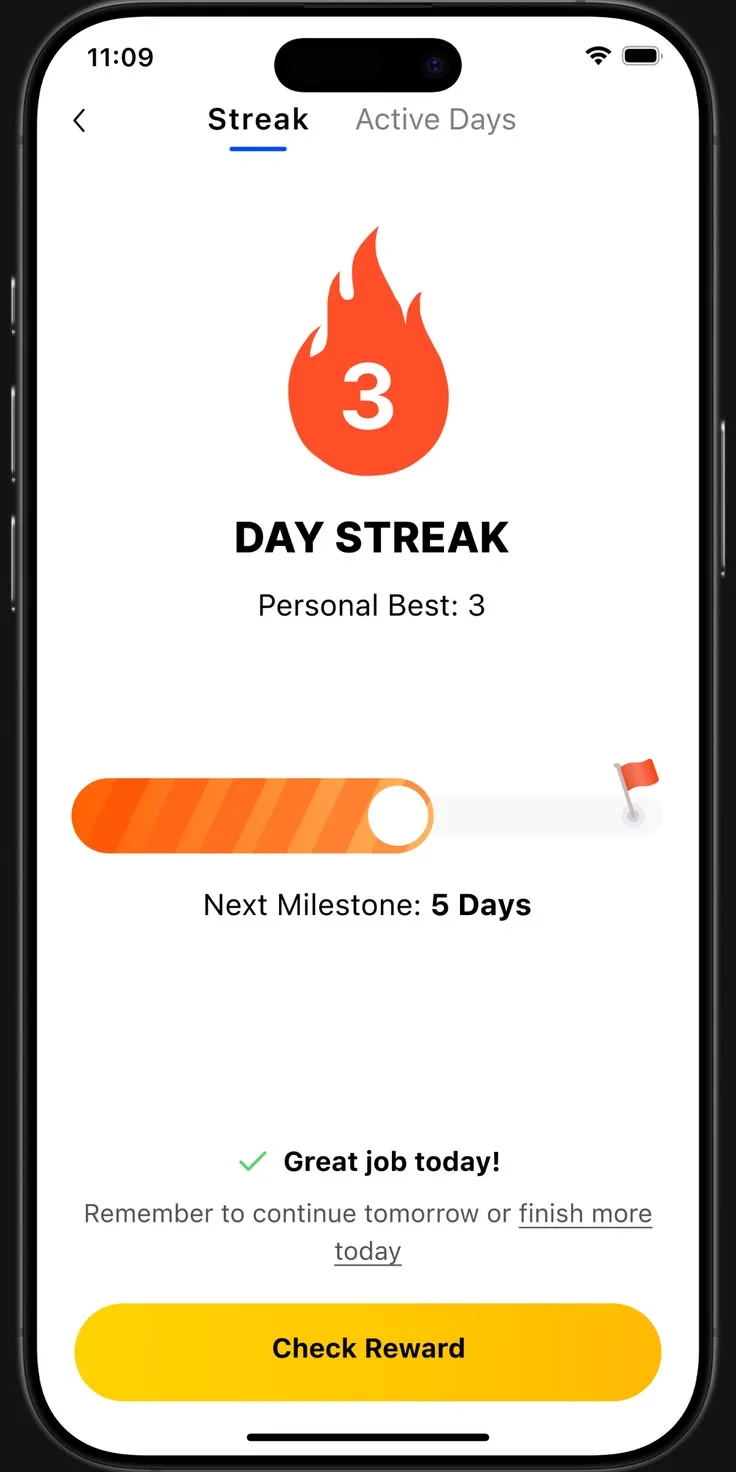 11:09
Streak Active Days
3
DAY STREAK
Personal Best: 3
Next Milestone: 5 Days
Great job today!
Remember to continue tomorrow or finish more
today
Check Reward